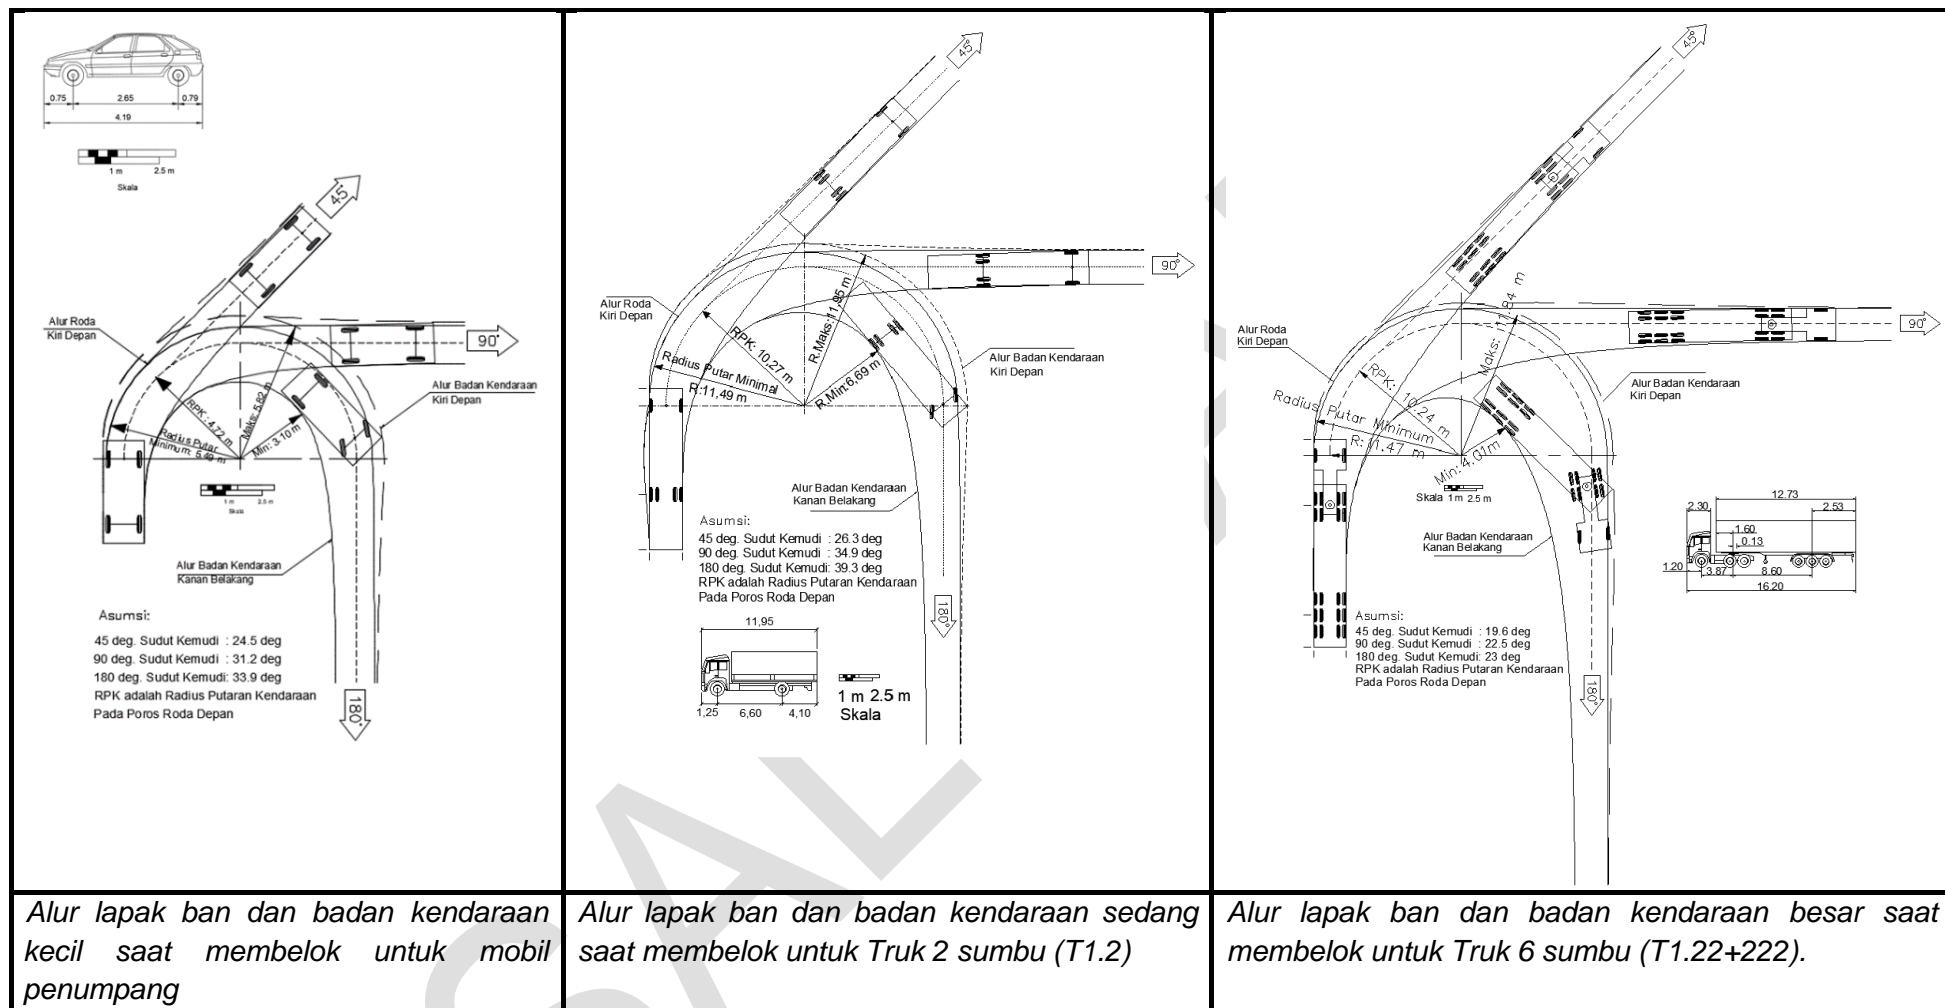 0.75
2.65
0.79
4.19
1 m
2.5 m
Skala
45°
Alur Roda
Kiri Depan
90°
Alur Badan Kendaraan
Kiri Depan
RPK : 4.72 m
Maks: 5.82 m
Radius Putar
Minimum: 5.49 m
Min: 3.10 m
1 m
2.5 m
Skala
Alur Badan Kendaraan
Kanan Belakang
Asumsi:
45 deg. Sudut Kemudi : 24.5 deg
90 deg. Sudut Kemudi : 31.2 deg
180 deg. Sudut Kemudi: 33.9 deg
RPK adalah Radius Putaran Kendaraan
Pada Poros Roda Depan
180°
45°
90°
Alur Roda
Kiri Depan
RPK: 10,27 m
R.Maks:11,95 m
Radius Putar Minimal
R:11,49 m
R.Min:6,69 m
Alur Badan Kendaraan
Kiri Depan
Alur Badan Kendaraan
Kanan Belakang
Asumsi:
45 deg. Sudut Kemudi : 26.3 deg
90 deg. Sudut Kemudi : 34.9 deg
180 deg. Sudut Kemudi: 39.3 deg
RPK adalah Radius Putaran Kendaraan
Pada Poros Roda Depan
180°
11,95
1,25
6,60
4,10
1 m 2.5 m
Skala
45°
90°
Alur Roda
Kiri Depan
RPK: 10.24 m
Radius Putar Minimum
R: 11.47 m
Min: 4.01m
Alur Badan Kendaraan
Kiri Depan
Skala 1 m 2.5 m
Alur Badan Kendaraan
Kanan Belakang
12.73
2.30
2.53
1.60
0.13
1.20
3.87
8.60
16.20
Asumsi:
45 deg. Sudut Kemudi : 19.6 deg
90 deg. Sudut Kemudi : 22.5 deg
180 deg. Sudut Kemudi: 23 deg
RPK adalah Radius Putaran Kendaraan
Pada Poros Roda Depan
180°
Alur lapak ban dan badan kendaraan
kecil saat membelok untuk mobil
penumpang
Alur lapak ban dan badan kendaraan sedang
saat membelok untuk Truk 2 sumbu (T1.2)
Alur lapak ban dan badan kendaraan besar saat
membelok untuk Truk 6 sumbu (T1.22+222).